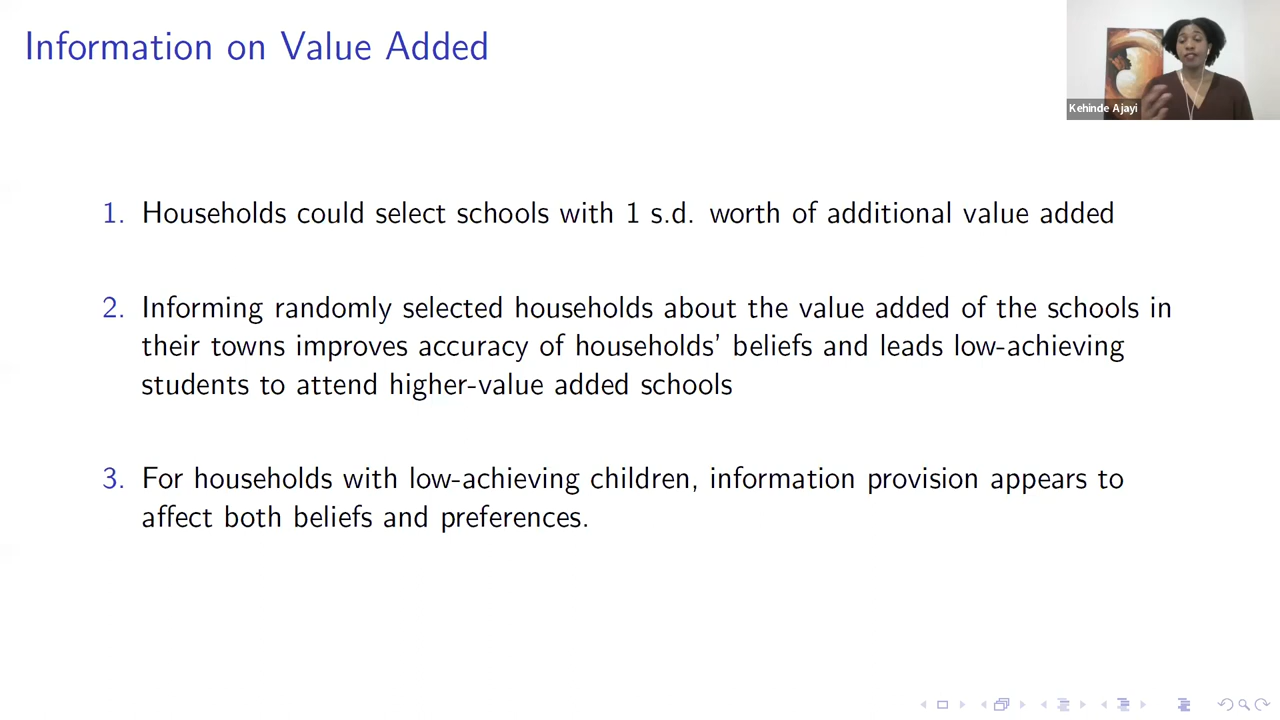 Information on Value Added
Kehinde Ajayi
1. Households could select schools with 1 s.d. worth of additional value added
2. Informing randomly selected households about the value added of the schools in
their towns improves accuracy of households' beliefs and leads low-achieving
students to attend higher-value added schools
3. For households with low-achieving children, information provision appears to
affect both beliefs and preferences.